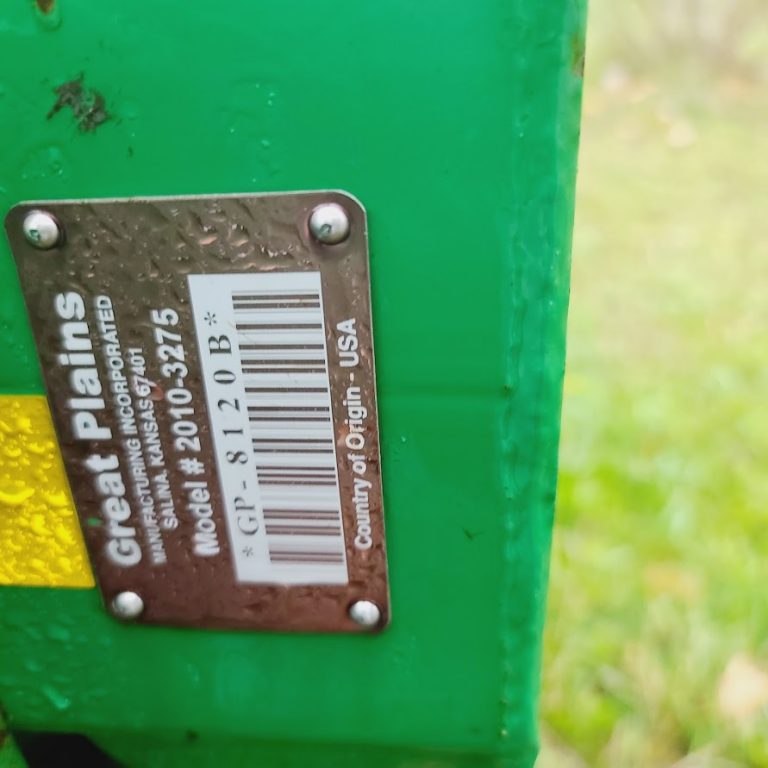 Great Plains
MANUFACTURING INCORPORATED
SALINA, KANSAS 67401
Model # 2010-3275
*GP-8120B*
Country of Origin - USA